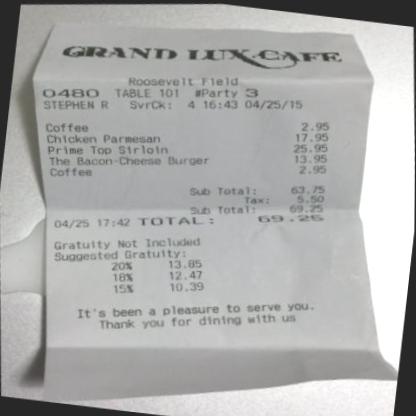 GRAND LUX CAFE
Roosevelt Field
0480 TABLE 101 #Party 3
STEPHEN R SvrCk: 4 16:43 04/25/15
Coffee 2.95
Chicken Parmesan 17.95
Prime Top Sirloin 25.95
The Bacon-Cheese Burger 13.95
Coffee 2.95
Sub Total: 63.75
Tax: 5.50
Sub Total: 69.25
04/25 17:42 TOTAL: 69.25
Gratuity Not Included
Suggested Gratuity:
20% 13.85
18% 12.47
15% 10.39
It's been a pleasure to serve you.
Thank you for dining with us